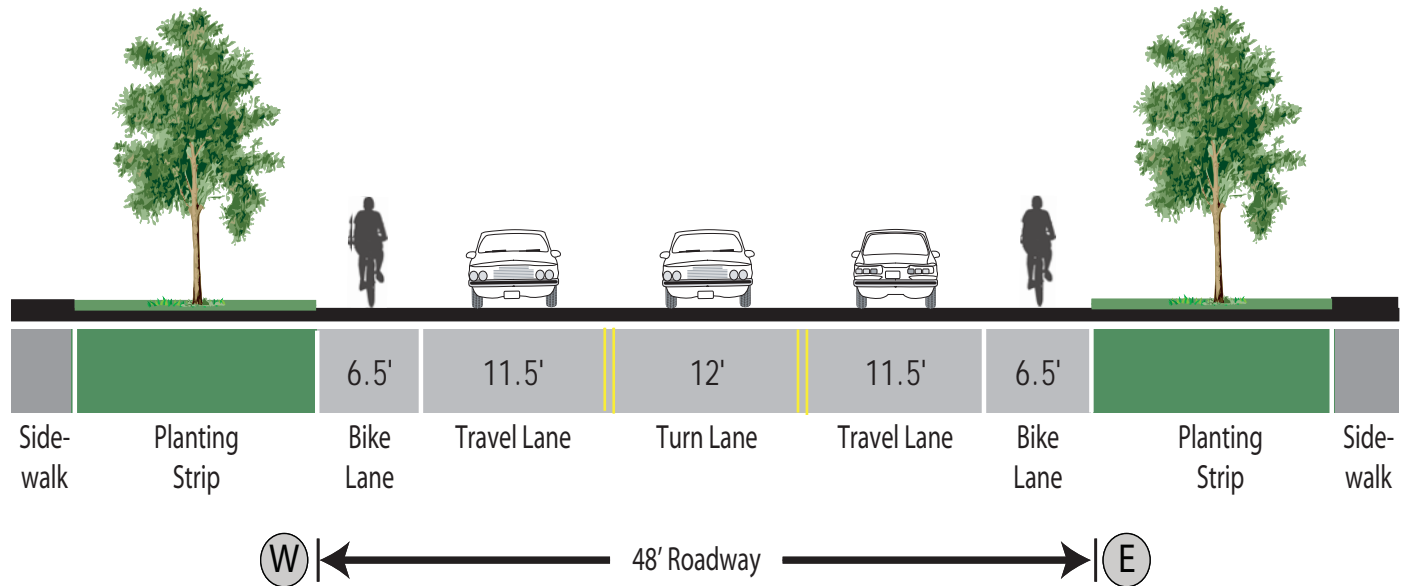 6.5' 11.5' 12' 11.5' 6.5'
Side- Planting Bike Travel Lane Turn Lane Travel Lane Bike Planting Side-
walk Strip Lane Lane Strip walk
W 48’ Roadway E